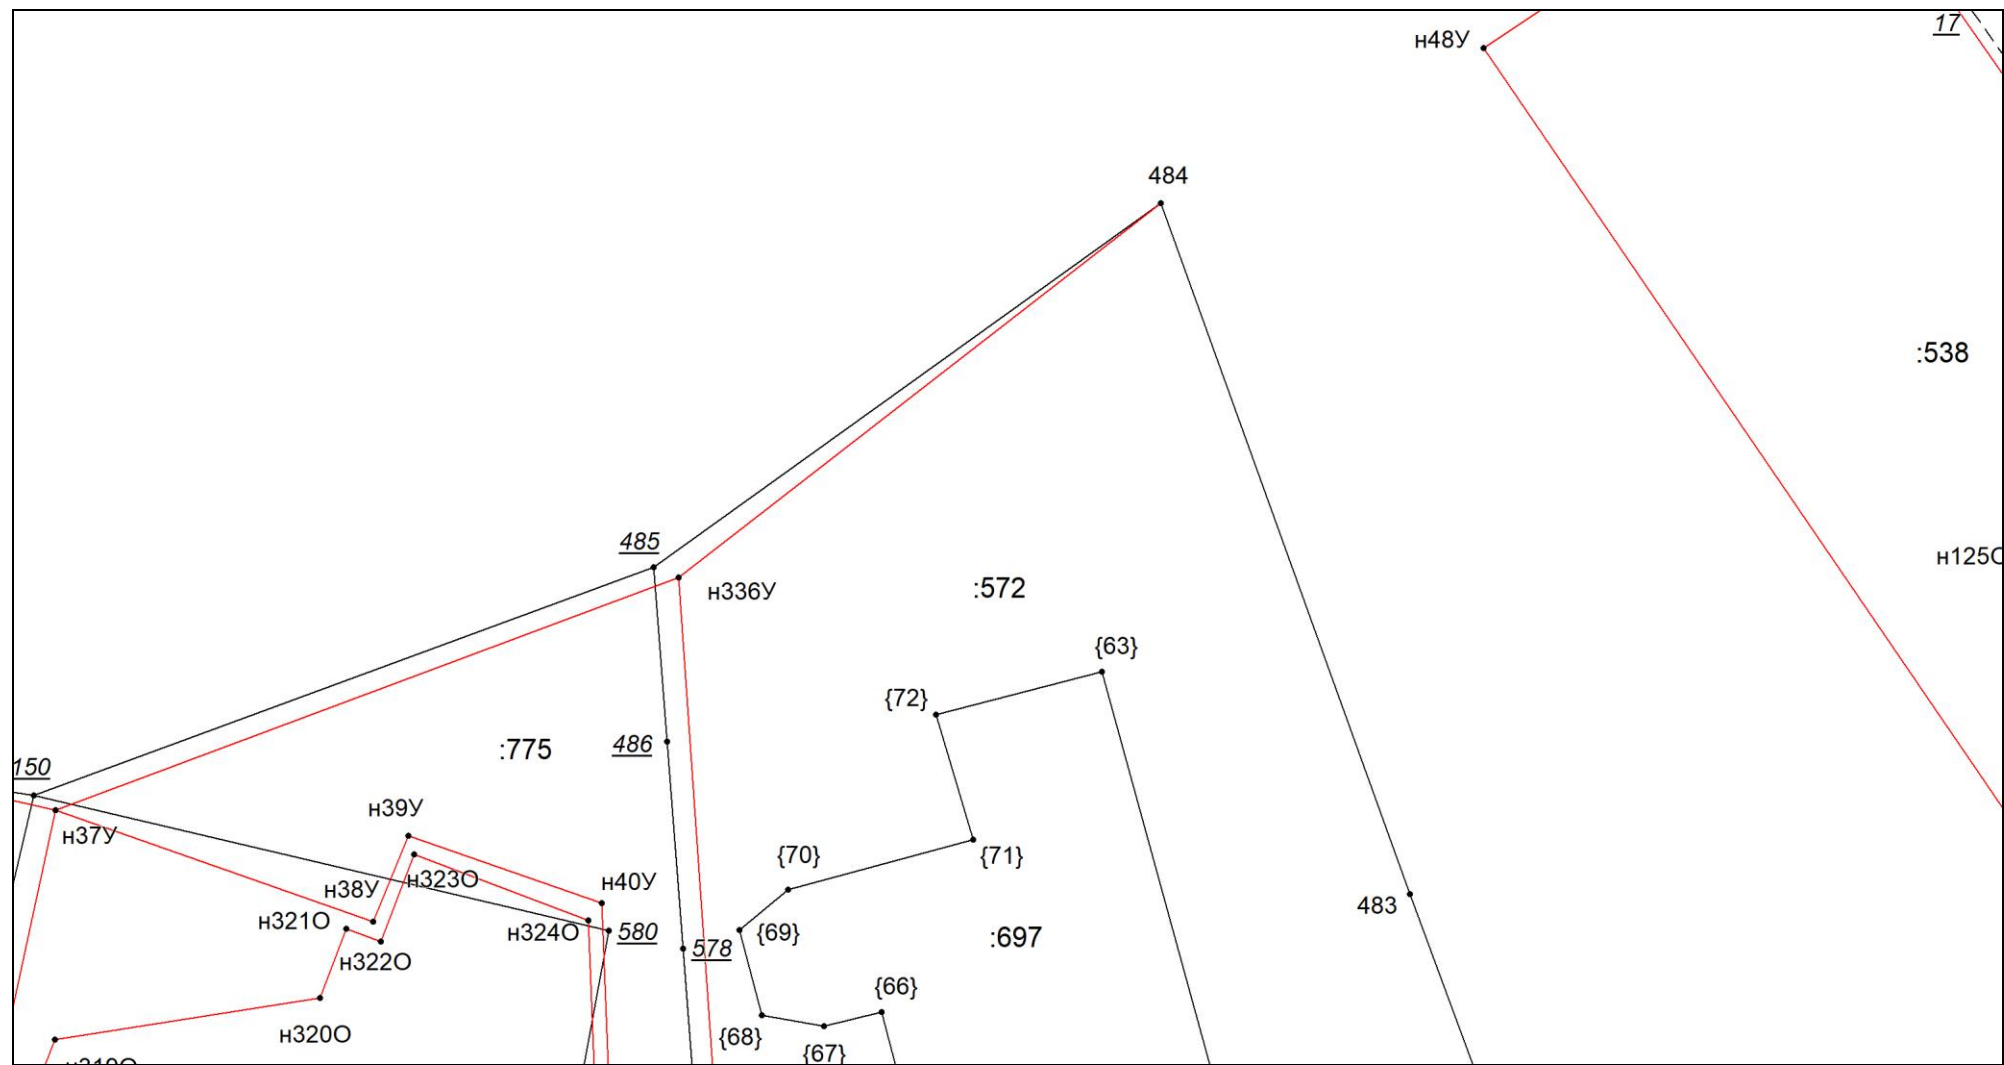 17
н48У
484
:538
485
н125О
н336У
:572
{63}
{72}
486
:775
150
н39У
н37У
{70}
{71}
н323О
н38У
н40У
483
н321О
н324О
580
{69}
:697
578
н322О
{66}
н320О
{68}
{67}